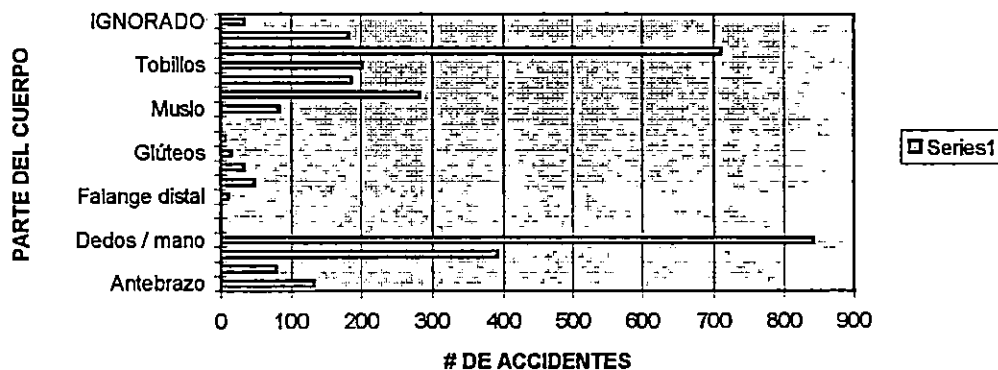 PARTE DEL CUERPO
IGNORADO
Tobillos
Muslo
Glúteos
Falange distal
Dedos / mano
Antebrazo
0 100 200 300 400 500 600 700 800 900
# DE ACCIDENTES
Series1